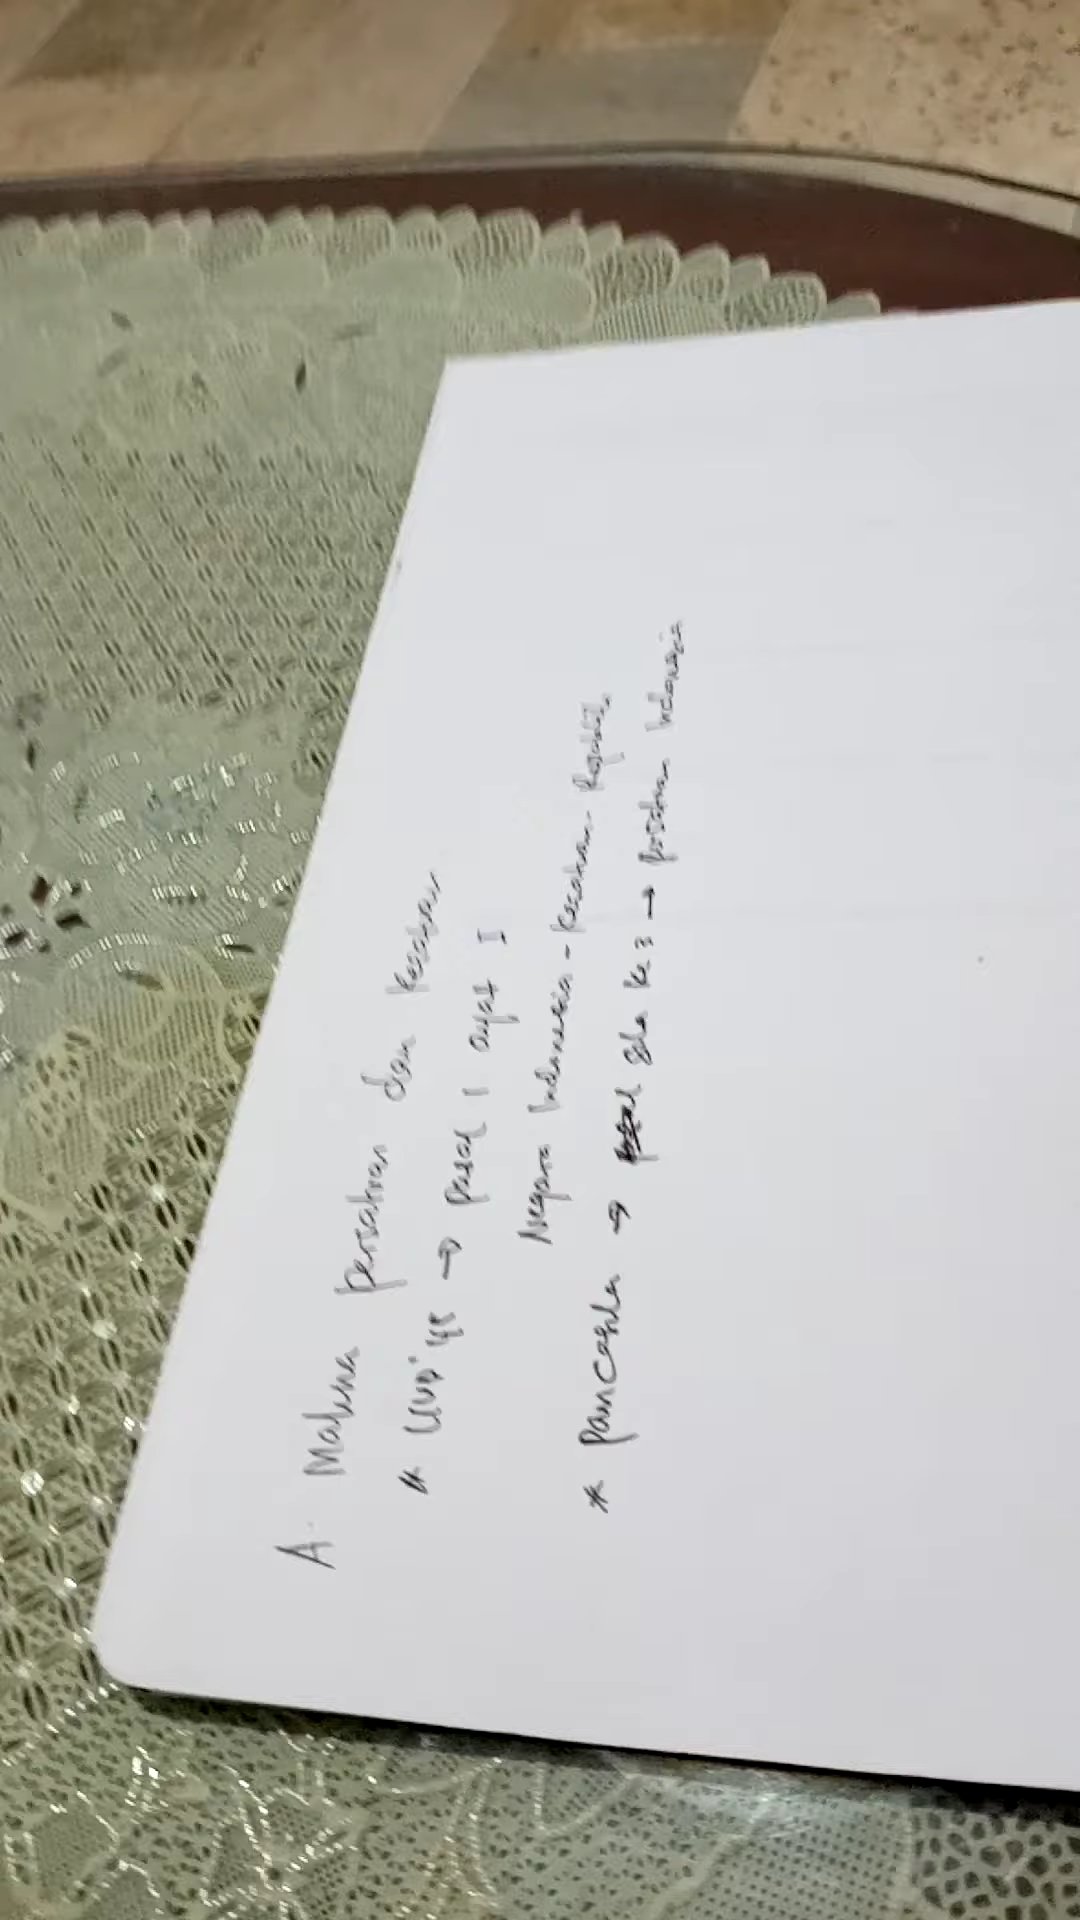 A. Makna persatuan dan kesatuan
* UUD'45 → pasal 1 ayat I
Negara Indonesia - kesatuan - Republik
* Pancasila → sila ke 3 → Persatuan Indonesia